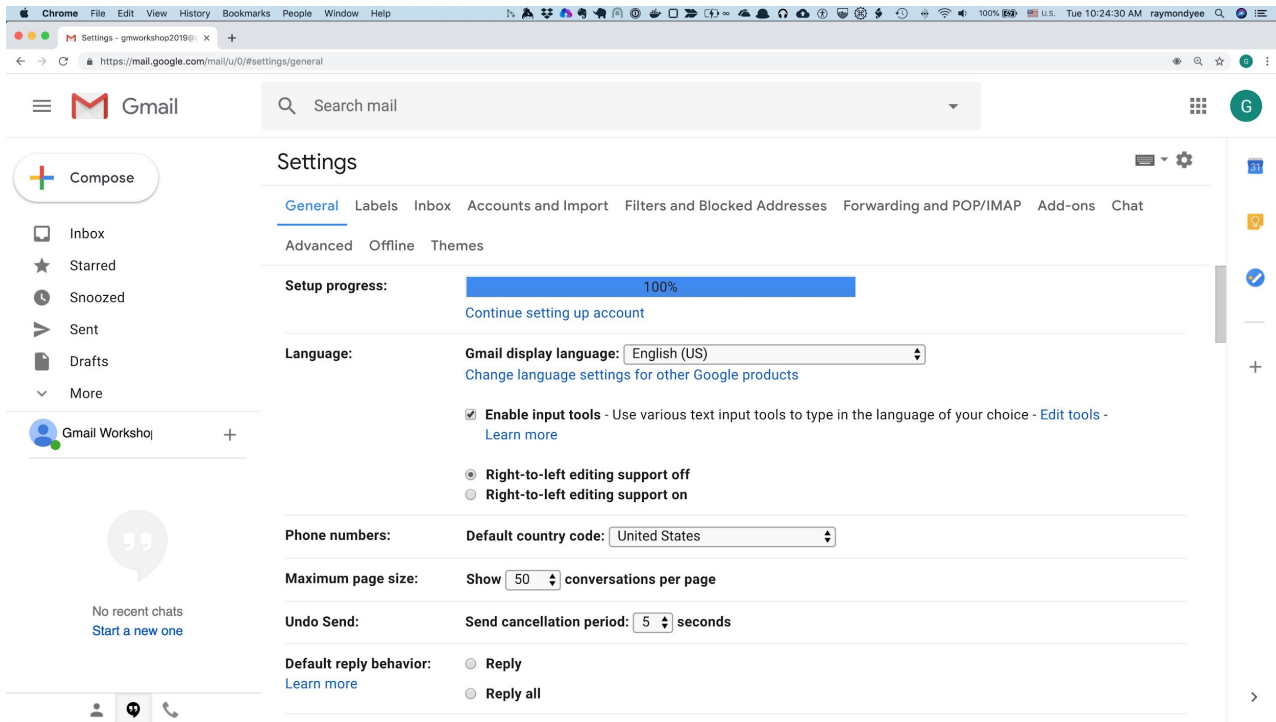 Chrome File Edit View History Bookmarks People Window Help 100% U.S. Tue 10:24:30 AM raymondyee
Settings - gmworkshop2019@
https://mail.google.com/mail/u/0/#settings/general
G
Gmail
Search mail
G
Compose
Inbox
Starred
Snoozed
Sent
Drafts
More
Gmail Workshop
No recent chats
Start a new one
Settings
General Labels Inbox Accounts and Import Filters and Blocked Addresses Forwarding and POP/IMAP Add-ons Chat
Advanced Offline Themes
Setup progress: 100%
Continue setting up account
Language: Gmail display language: English (US)
Change language settings for other Google products
Enable input tools - Use various text input tools to type in the language of your choice - Edit tools -
Learn more
Right-to-left editing support off
Right-to-left editing support on
Phone numbers: Default country code: United States
Maximum page size: Show 50 conversations per page
Undo Send: Send cancellation period: 5 seconds
Default reply behavior: Reply
Learn more
Reply all
31